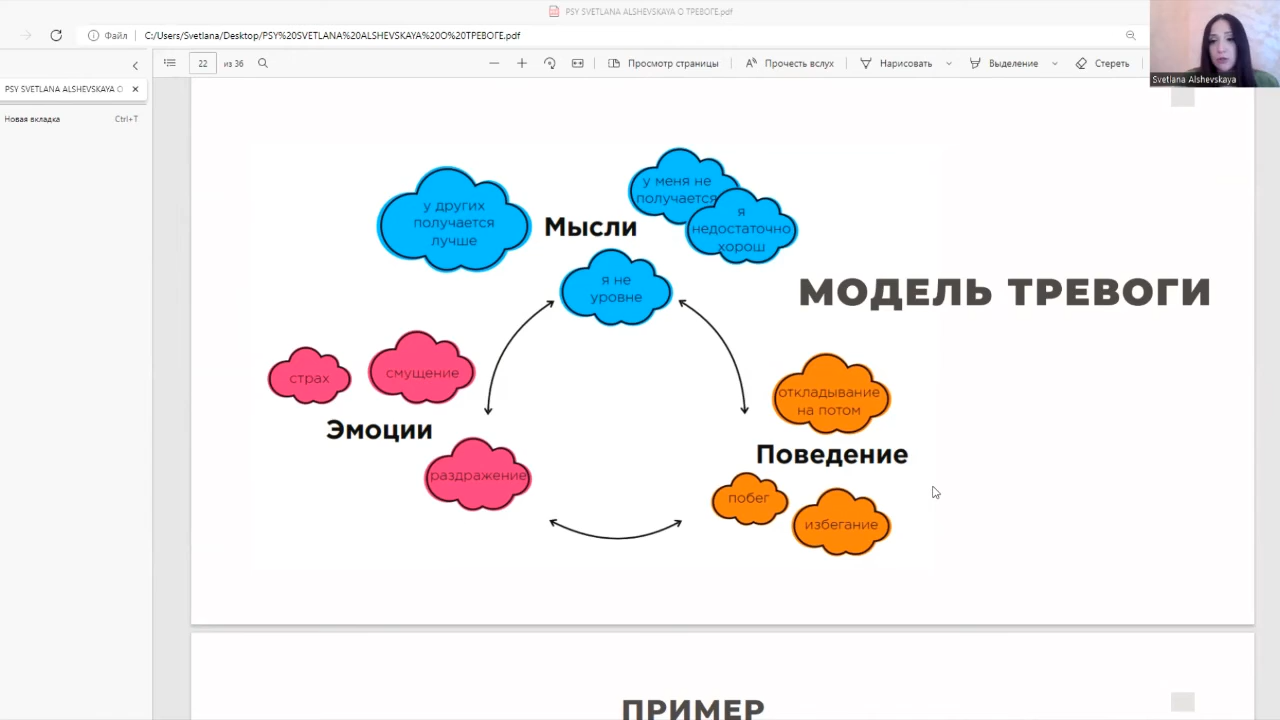 PSY SVETLANA ALSHEVSKAYA О ТРЕВОГЕ.pdf
Файл
C:/Users/Svetlana/Desktop/PSY%20SVETLANA%20ALSHEVSKAYA%20О%20ТРЕВОГЕ.pdf
22
из 36
Просмотр страницы
Прочесть вслух
Нарисовать
Выделение
Стереть
Svetlana Alshevskaya
PSY SVETLANA ALSHEVSKAYA О
Новая вкладка
Ctrl+T
у других
получается
лучше
Мысли
у меня не
получается
я
недостаточно
хорош
я не
уровне
МОДЕЛЬ ТРЕВОГИ
страх
смущение
Эмоции
раздражение
откладывание
на потом
Поведение
побег
избегание
ПРИМЕР